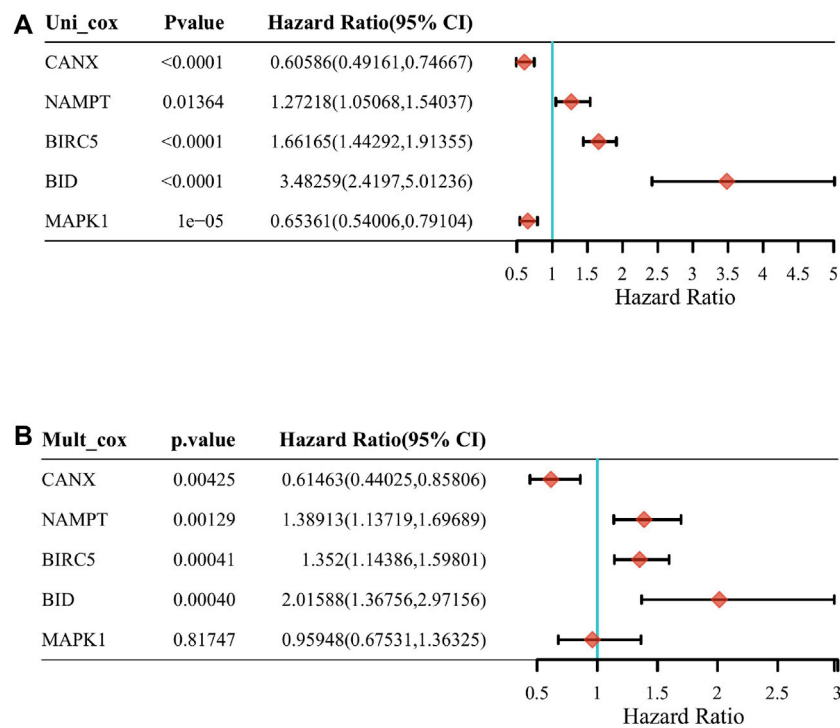 A Uni_cox Pvalue Hazard Ratio(95% CI)
CANX <0.0001 0.60586(0.49161,0.74667)
NAMPT 0.01364 1.27218(1.05068,1.54037)
BIRC5 <0.0001 1.66165(1.44292,1.91355)
BID <0.0001 3.48259(2.4197,5.01236)
MAPK1 1e−05 0.65361(0.54006,0.79104)
0.5 1 1.5 2 2.5 3 3.5 4 4.5 5
Hazard Ratio
B Mult_cox p.value Hazard Ratio(95% CI)
CANX 0.00425 0.61463(0.44025,0.85806)
NAMPT 0.00129 1.38913(1.13719,1.69689)
BIRC5 0.00041 1.352(1.14386,1.59801)
BID 0.00040 2.01588(1.36756,2.97156)
MAPK1 0.81747 0.95948(0.67531,1.36325)
0.5 1 1.5 2 2.5 3
Hazard Ratio